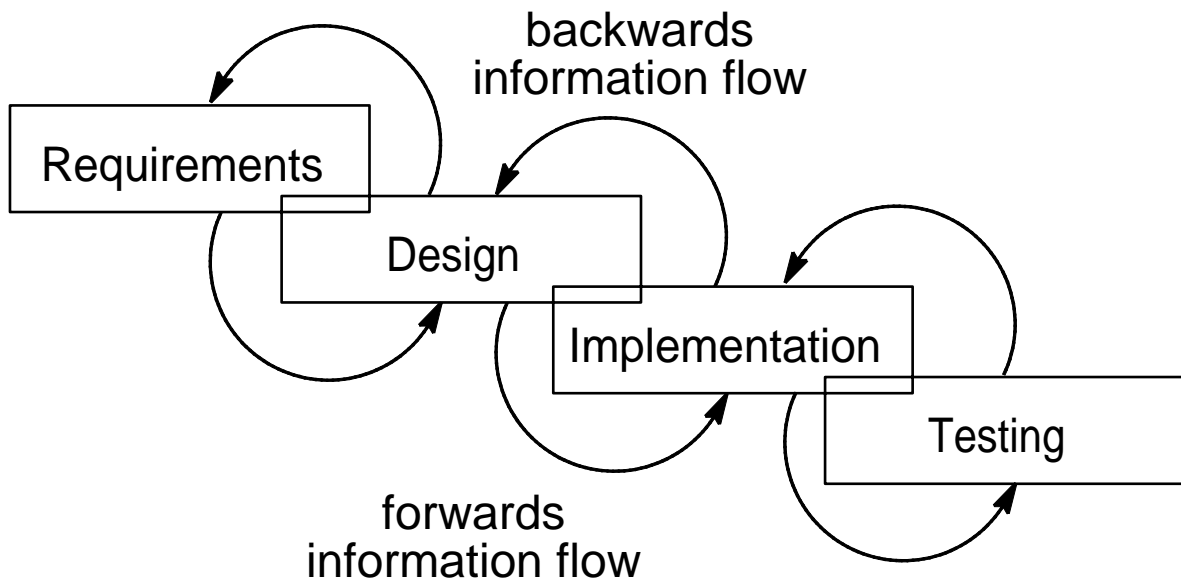 backwards
information flow
Requirements
Design
Implementation
Testing
forwards
information flow